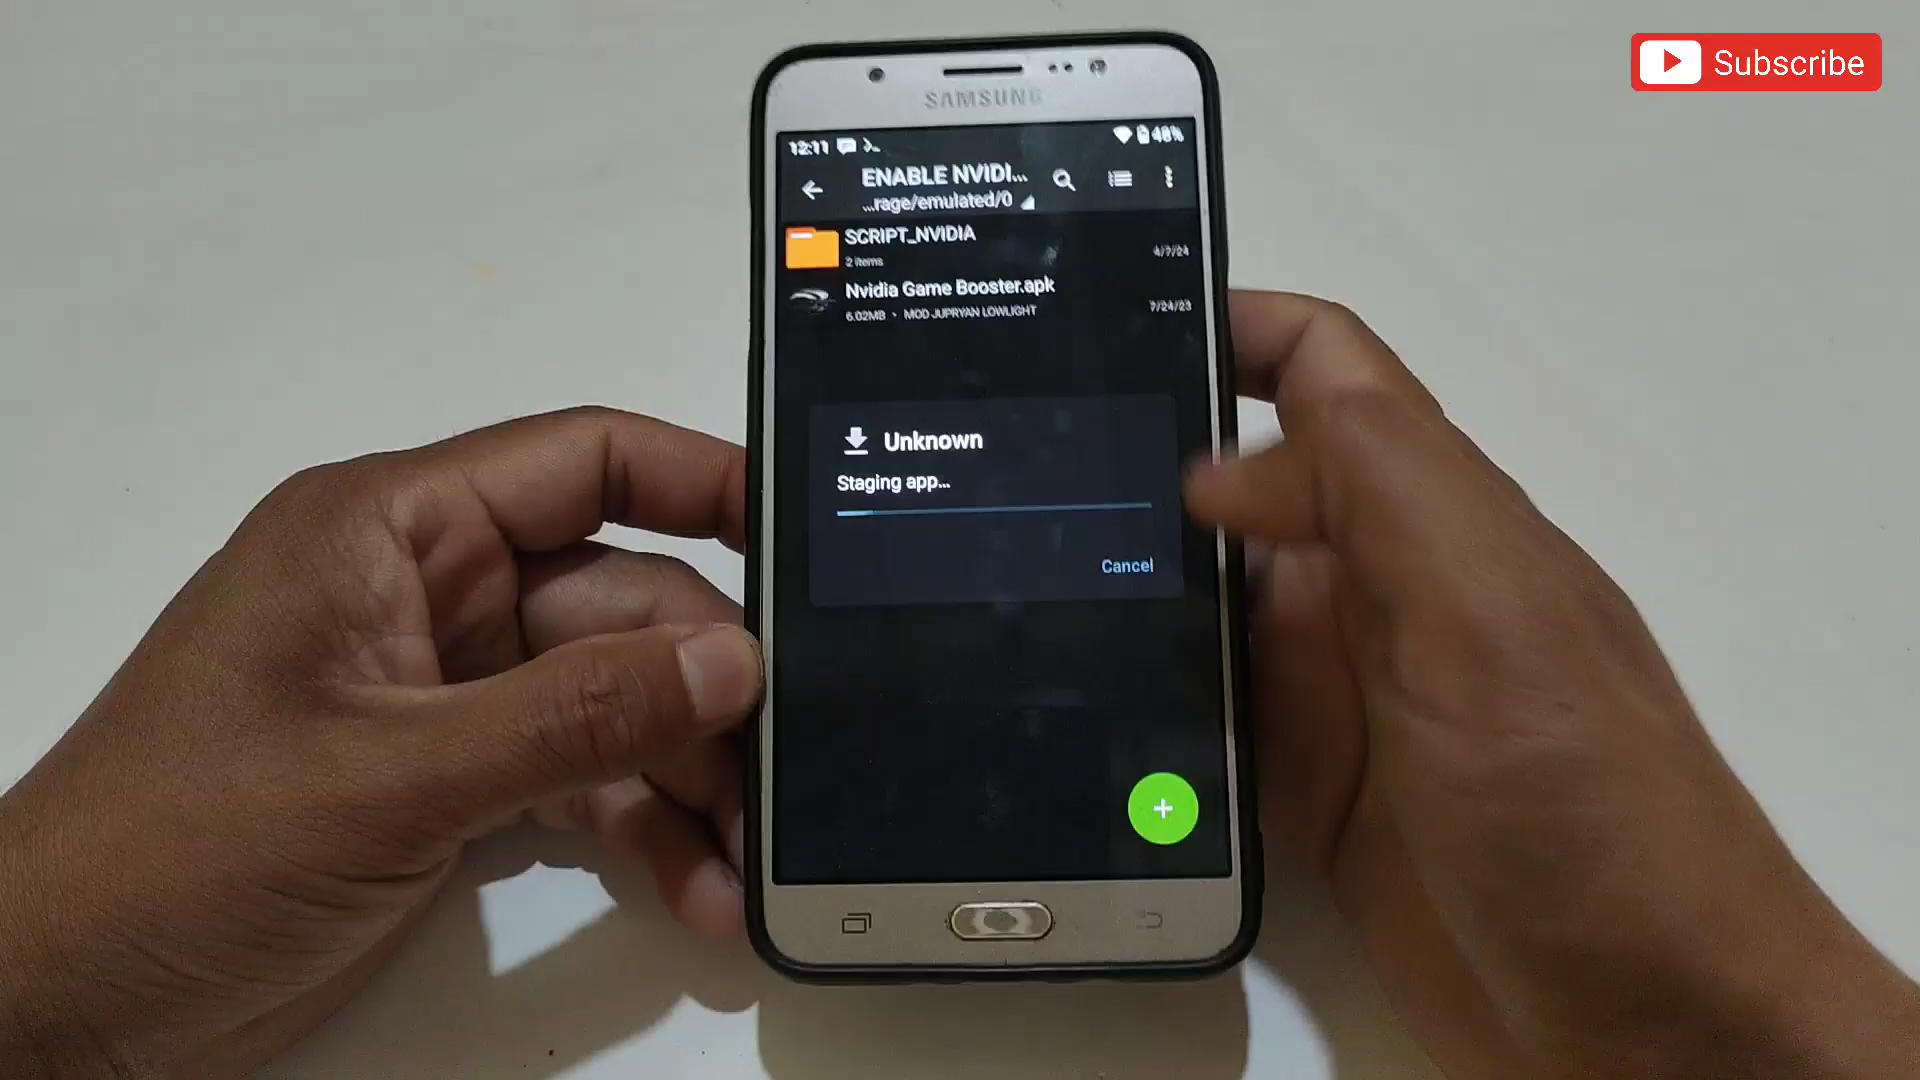 Subscribe
SAMSUNG
12:11
48%
ENABLE NVIDI...
...rage/emulated/0
SCRIPT_NVIDIA
2 items
4/7/24
Nvidia Game Booster.apk
6.02MB • MOD JUPRYAN LOWLIGHT
7/24/23
Unknown
Staging app...
Cancel